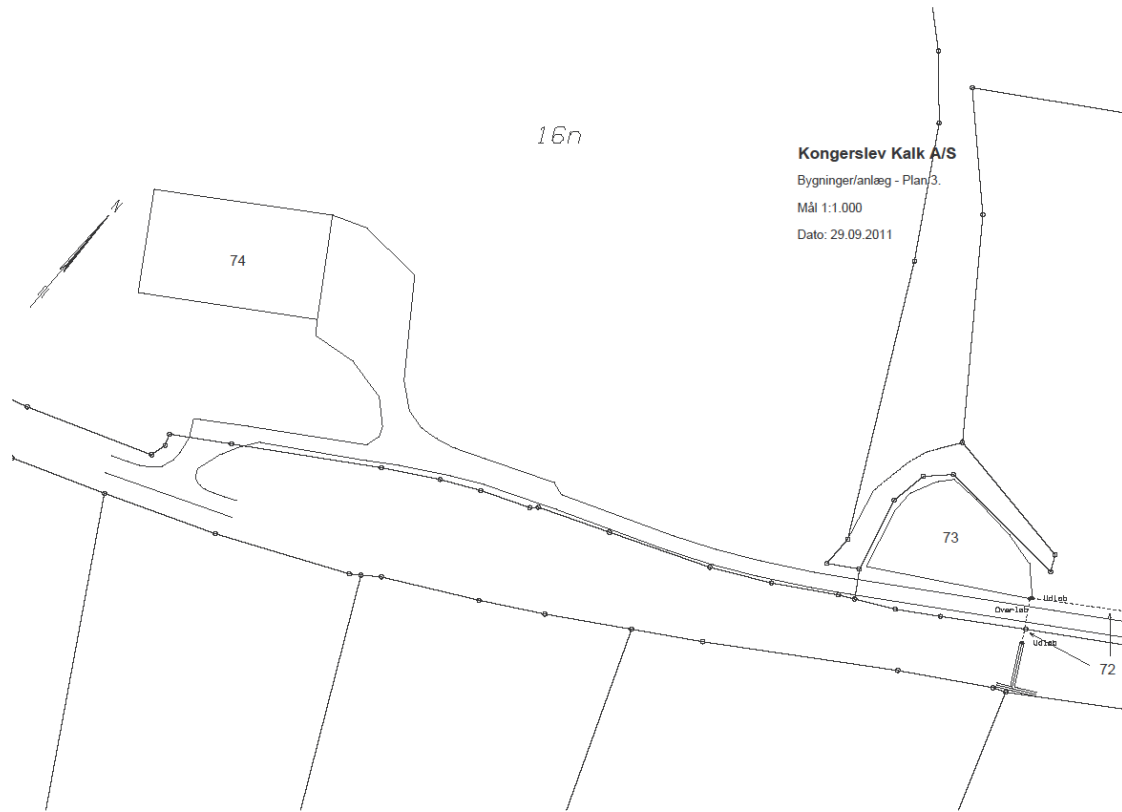 16n
Kongerslev Kalk A/S
Bygninger/anlæg - Plan 3.
Mål 1:1.000
Dato: 29.09.2011
N
74
73
Udløb
Overløb
Udløb
72